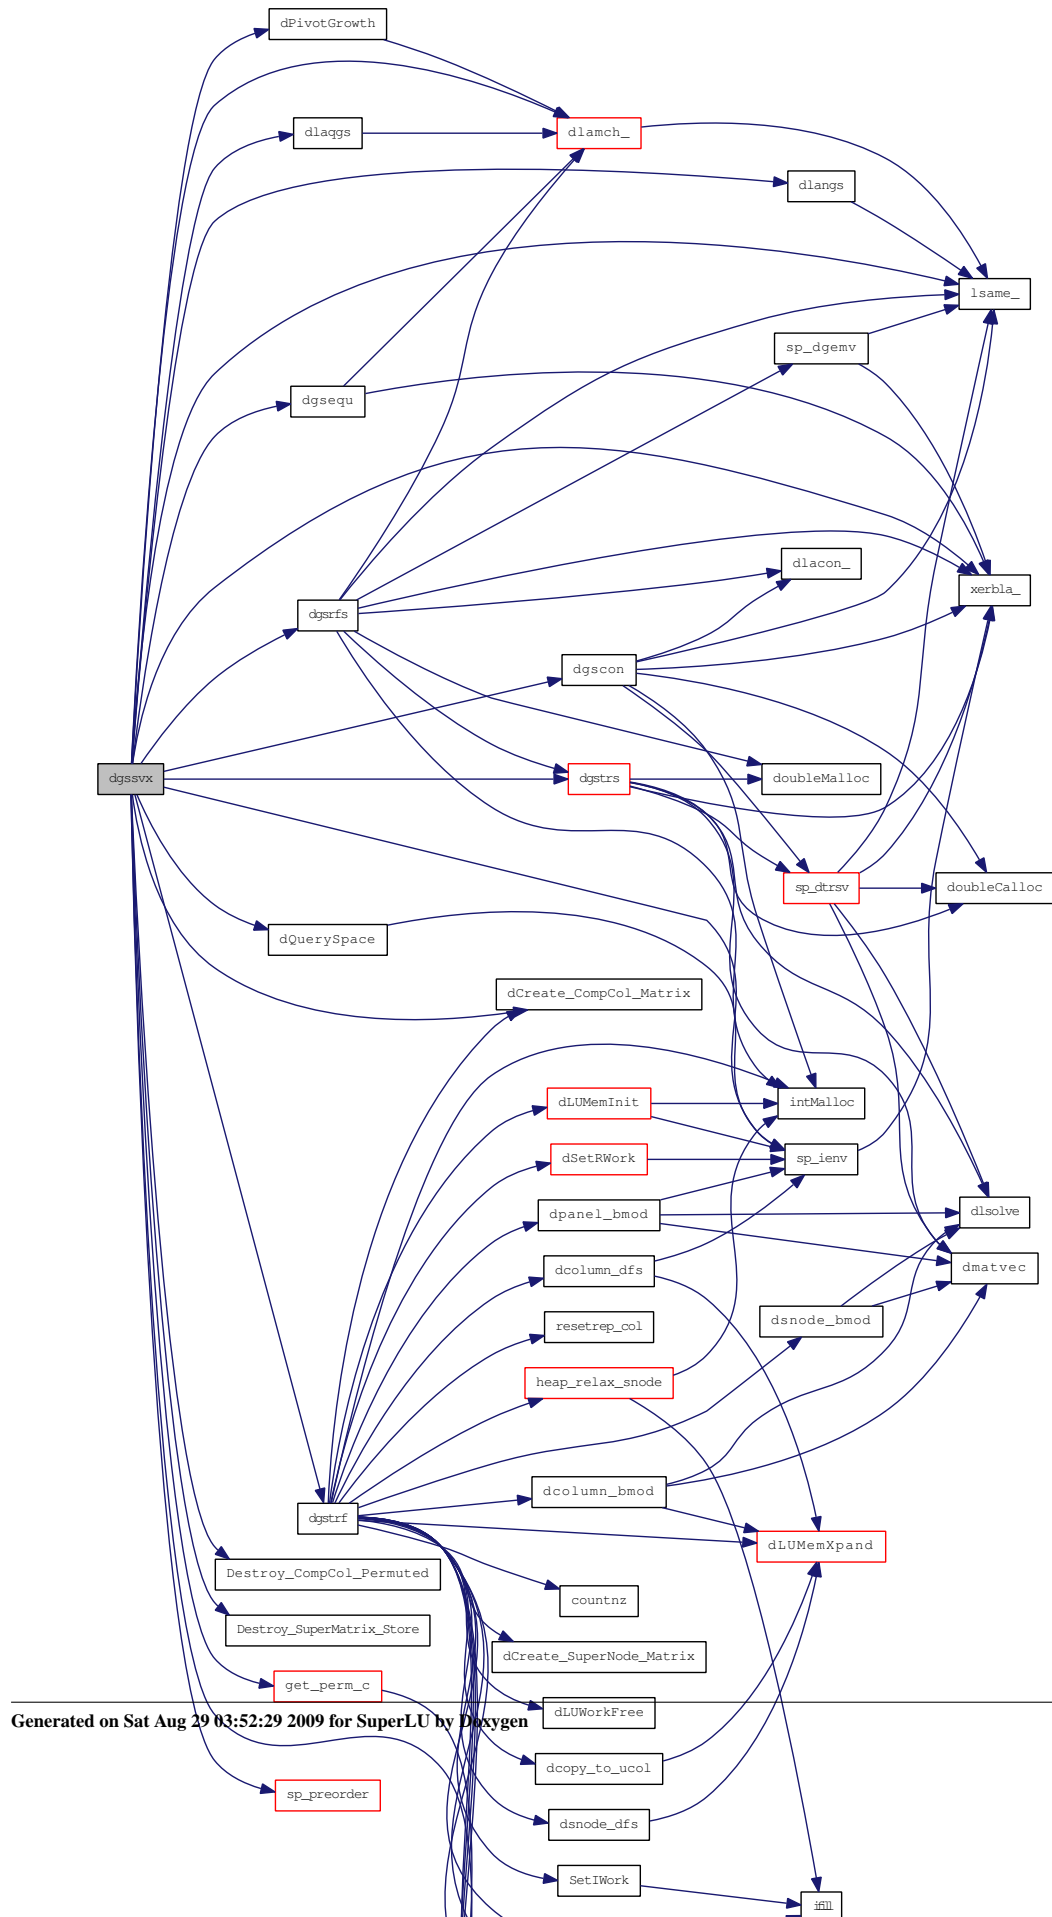 dPivotGrowth
dlaqgs
dlamch_
dlangs
lsame_
sp_dgemv
dgsequ
dlacon_
xerbla_
dgsrfs
dgscon
dgssvx
dgstrs
doubleMalloc
sp_dtrsv
doubleCalloc
dQuerySpace
dCreate_CompCol_Matrix
dLUMemInit
intMalloc
dSetRWork
sp_ienv
dpanel_bmod
dlsolve
dcolumn_dfs
dmatvec
resetrep_col
dsnode_bmod
heap_relax_snode
dcolumn_bmod
dgstrf
dLUMemXpand
Destroy_CompCol_Permuted
countnz
Destroy_SuperMatrix_Store
dCreate_SuperNode_Matrix
get_perm_c
dLUWorkFree
Generated on Sat Aug 29 03:52:29 2009 for SuperLU by Doxygen
dcopy_to_ucol
sp_preorder
dsnode_dfs
SetIWork
ifill